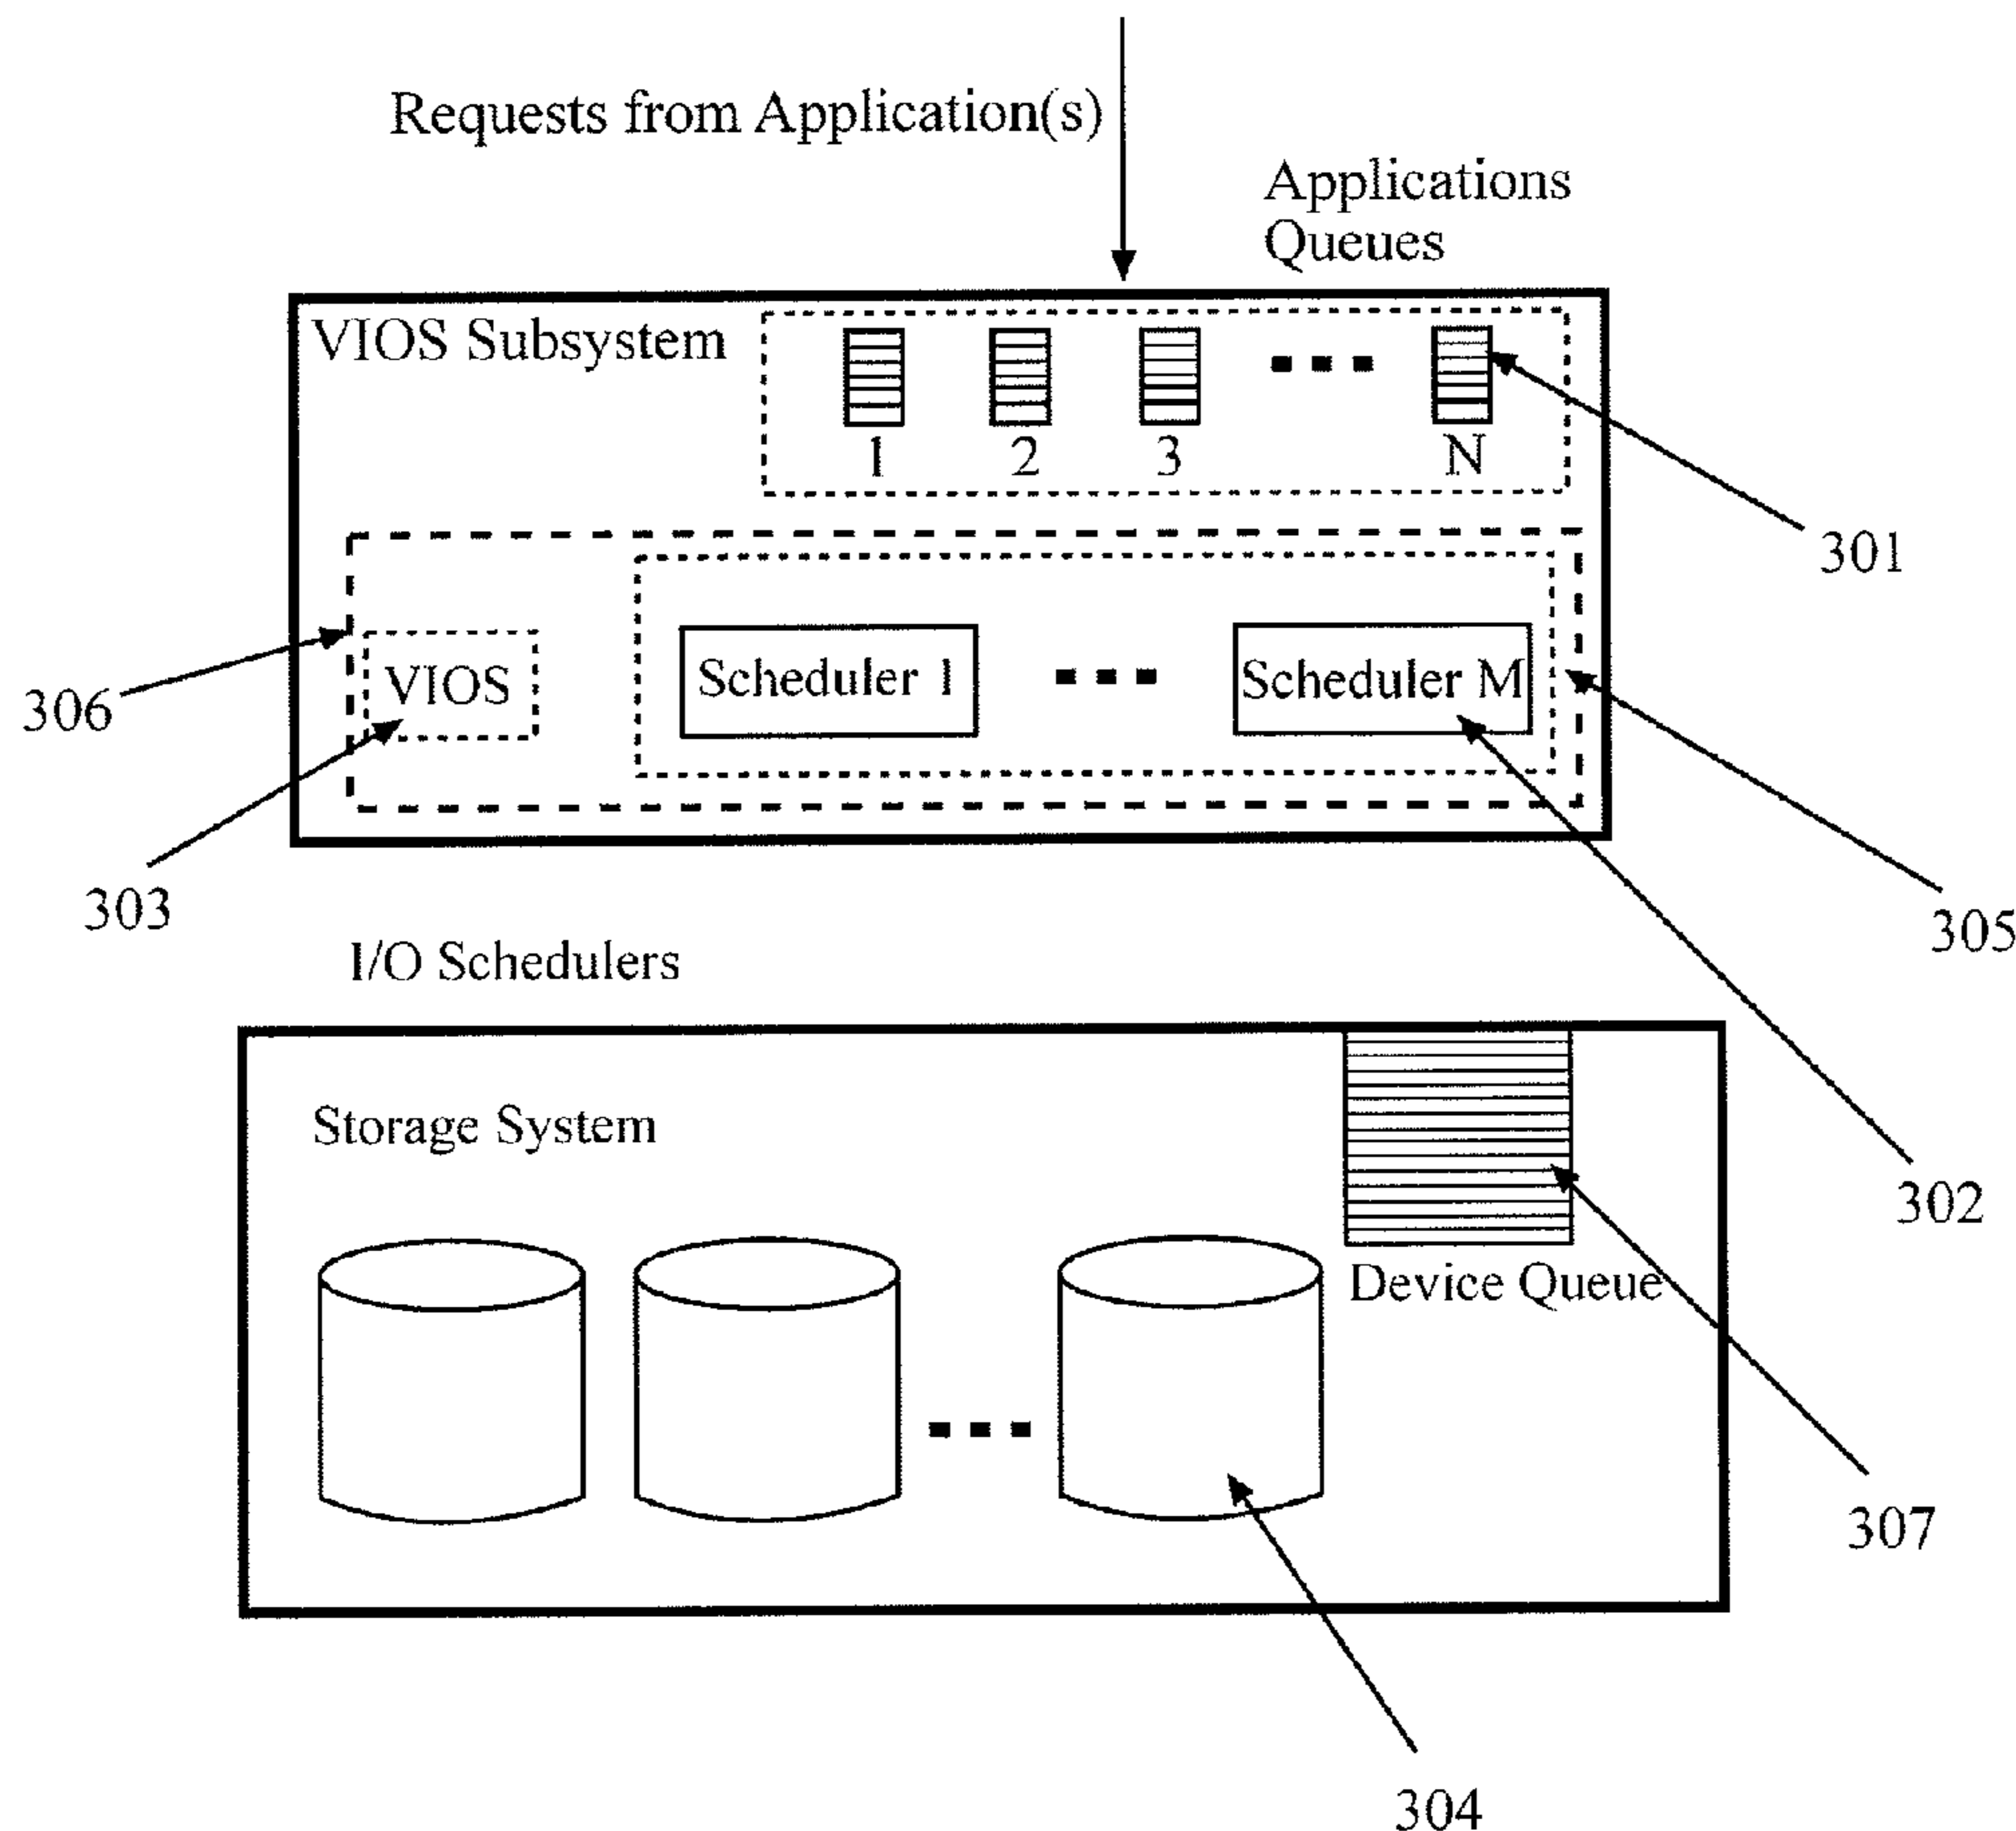 Requests from Application(s)
Applications
Queues
VIOS Subsystem
1 2 3 N
301
VIOS
Scheduler 1
Scheduler M
306
303
305
I/O Schedulers
Storage System
302
Device Queue
307
304